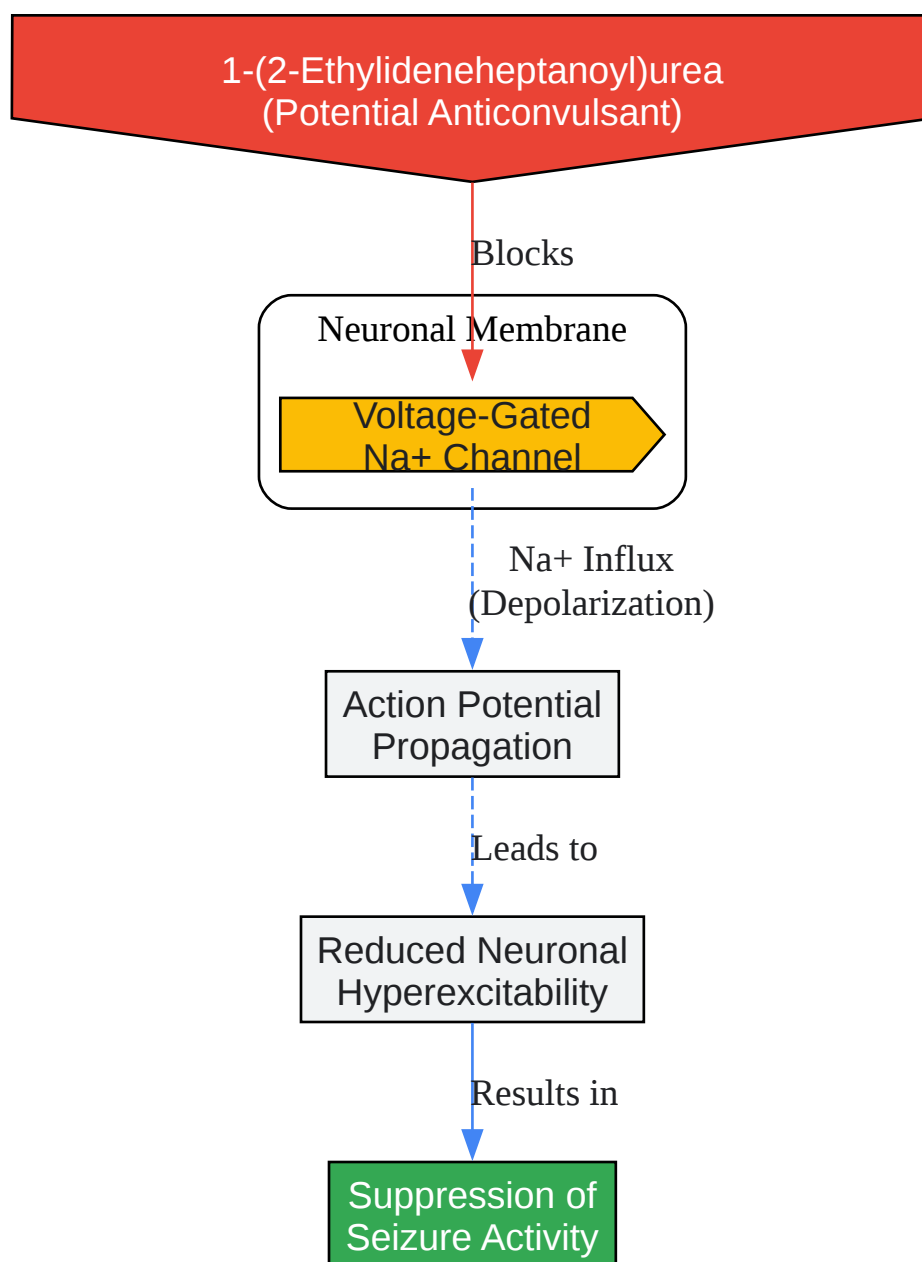 1-(2-Ethylideneheptanoyl)urea
(Potential Anticonvulsant)
Blocks
Neuronal Membrane
Voltage-Gated
Na+ Channel
Na+ Influx
(Depolarization)
Action Potential
Propagation
Leads to
Reduced Neuronal
Hyperexcitability
Results in
Suppression of
Seizure Activity